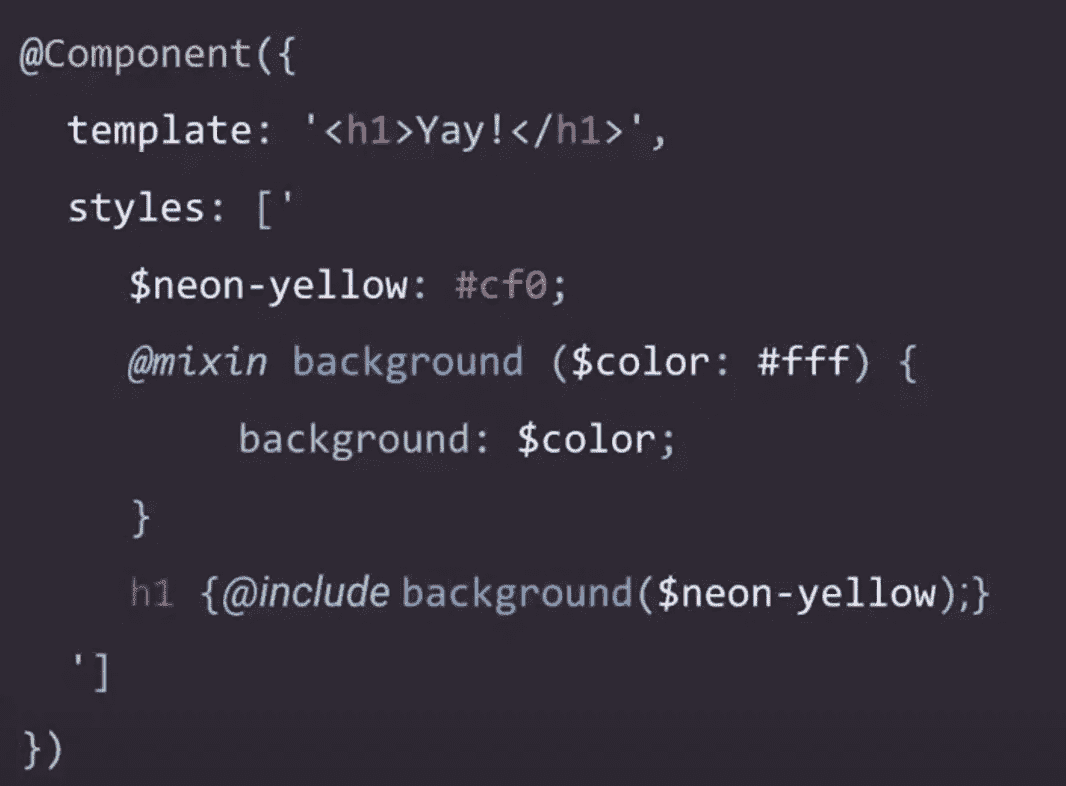 @Component({
template: '<h1>Yay!</h1>',
styles: ['
$neon-yellow: #cf0;
@mixin background ($color: #fff) {
background: $color;
}
h1 {@include background($neon-yellow);}
']
})